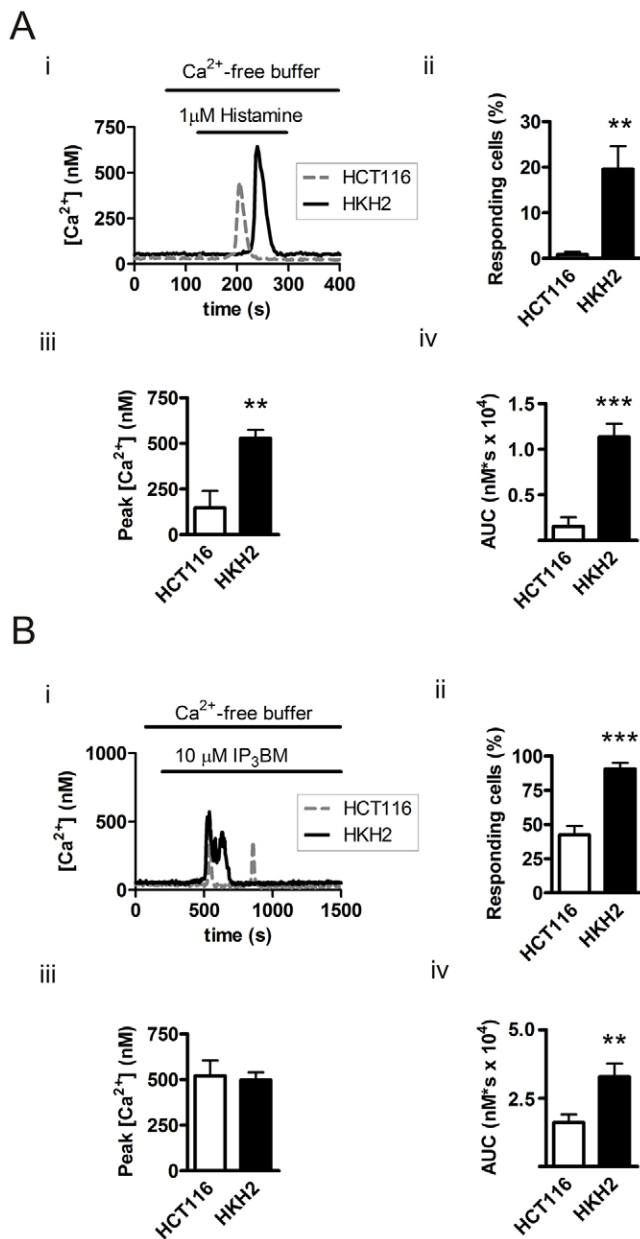 A
i
Ca²⁺-free buffer
1µM Histamine
[Ca²⁺] (nM)
750
500
250
0
0 100 200 300 400
time (s)
HCT116
HKH2
ii
Responding cells (%)
30
20
10
0
**
HCT116
HKH2
iii
Peak [Ca²⁺] (nM)
750
500
250
0
**
HCT116
HKH2
iv
AUC (nM*s x 10⁴)
1.5
1.0
0.5
***
HCT116
HKH2
B
i
Ca²⁺-free buffer
10 µM IP₃BM
[Ca²⁺] (nM)
1000
500
0
0 500 1000 1500
time (s)
HCT116
HKH2
ii
Responding cells (%)
100
75
50
25
0
***
HCT116
HKH2
iii
Peak [Ca²⁺] (nM)
750
500
250
0
HCT116
HKH2
iv
AUC (nM*s x 10⁴)
5.0
2.5
**
HCT116
HKH2